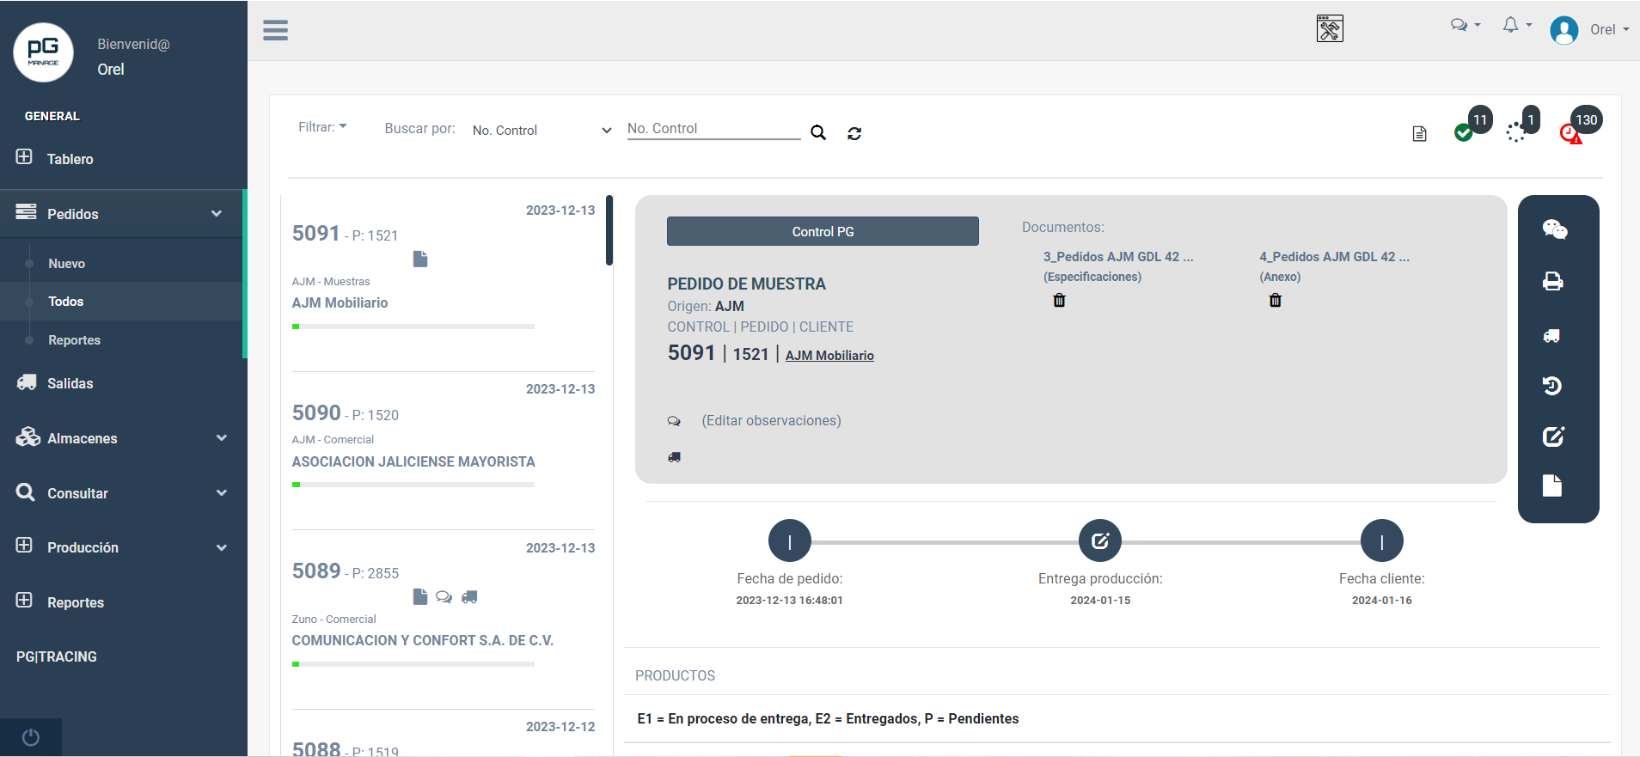 pG
MANAGE
Bienvenid@
Orel
GENERAL
Tablero
Pedidos
Nuevo
Todos
Reportes
Salidas
Almacenes
Consultar
Producción
Reportes
PG|TRACING
Orel
Filtrar:
Buscar por:
No. Control
No. Control
11
1
130
2023-12-13
5091 - P: 1521
AJM - Muestras
AJM Mobiliario
2023-12-13
5090 - P: 1520
AJM - Comercial
ASOCIACION JALICIENSE MAYORISTA
2023-12-13
5089 - P: 2855
Zuno - Comercial
COMUNICACION Y CONFORT S.A. DE C.V.
2023-12-12
5088 - P: 1519
Control PG
PEDIDO DE MUESTRA
Origen: AJM
CONTROL | PEDIDO | CLIENTE
5091 | 1521 | AJM Mobiliario
(Editar observaciones)
Documentos:
3_Pedidos AJM GDL 42 ...
(Especificaciones)
4_Pedidos AJM GDL 42 ...
(Anexo)
Fecha de pedido:
2023-12-13 16:48:01
Entrega producción:
2024-01-15
Fecha cliente:
2024-01-16
PRODUCTOS
E1 = En proceso de entrega, E2 = Entregados, P = Pendientes